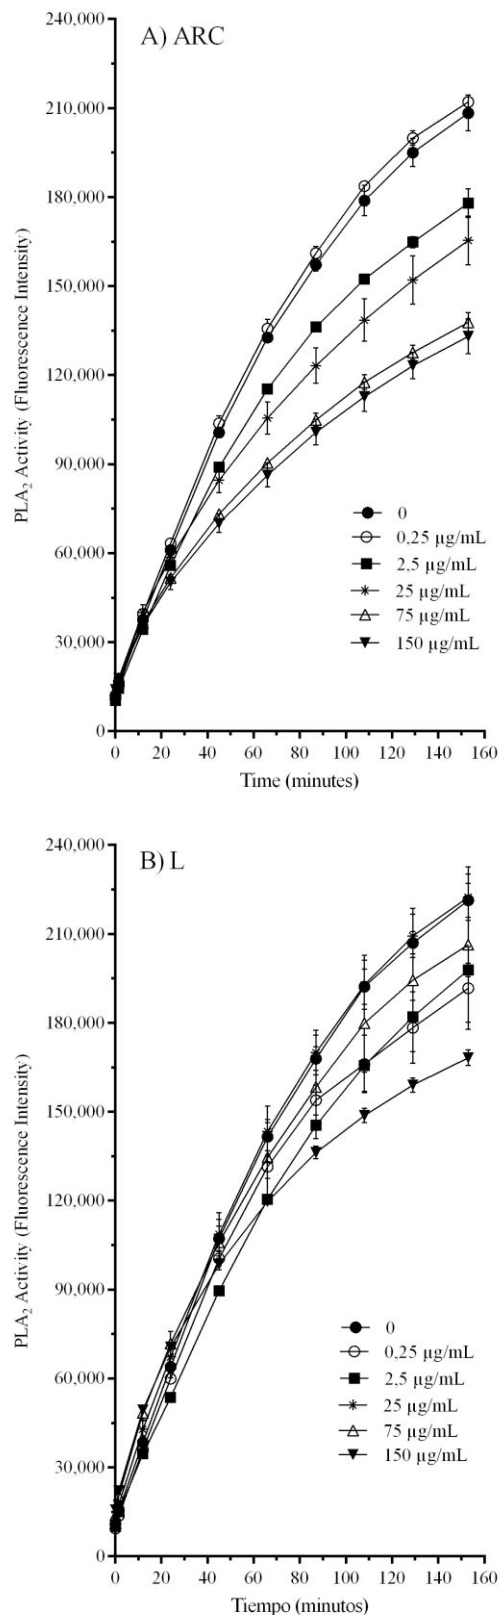 A) ARC
PLA₂ Activity (Fluorescence Intensity)
240,000
210,000
180,000
150,000
120,000
90,000
60,000
30,000
0
0
0,25 µg/mL
2,5 µg/mL
25 µg/mL
75 µg/mL
150 µg/mL
0 20 40 60 80 100 120 140 160
Time (minutes)
B) L
PLA₂ Activity (Fluorescence Intensity)
240,000
210,000
180,000
150,000
120,000
90,000
60,000
30,000
0
0
0,25 µg/mL
2,5 µg/mL
25 µg/mL
75 µg/mL
150 µg/mL
0 20 40 60 80 100 120 140 160
Tiempo (minutos)